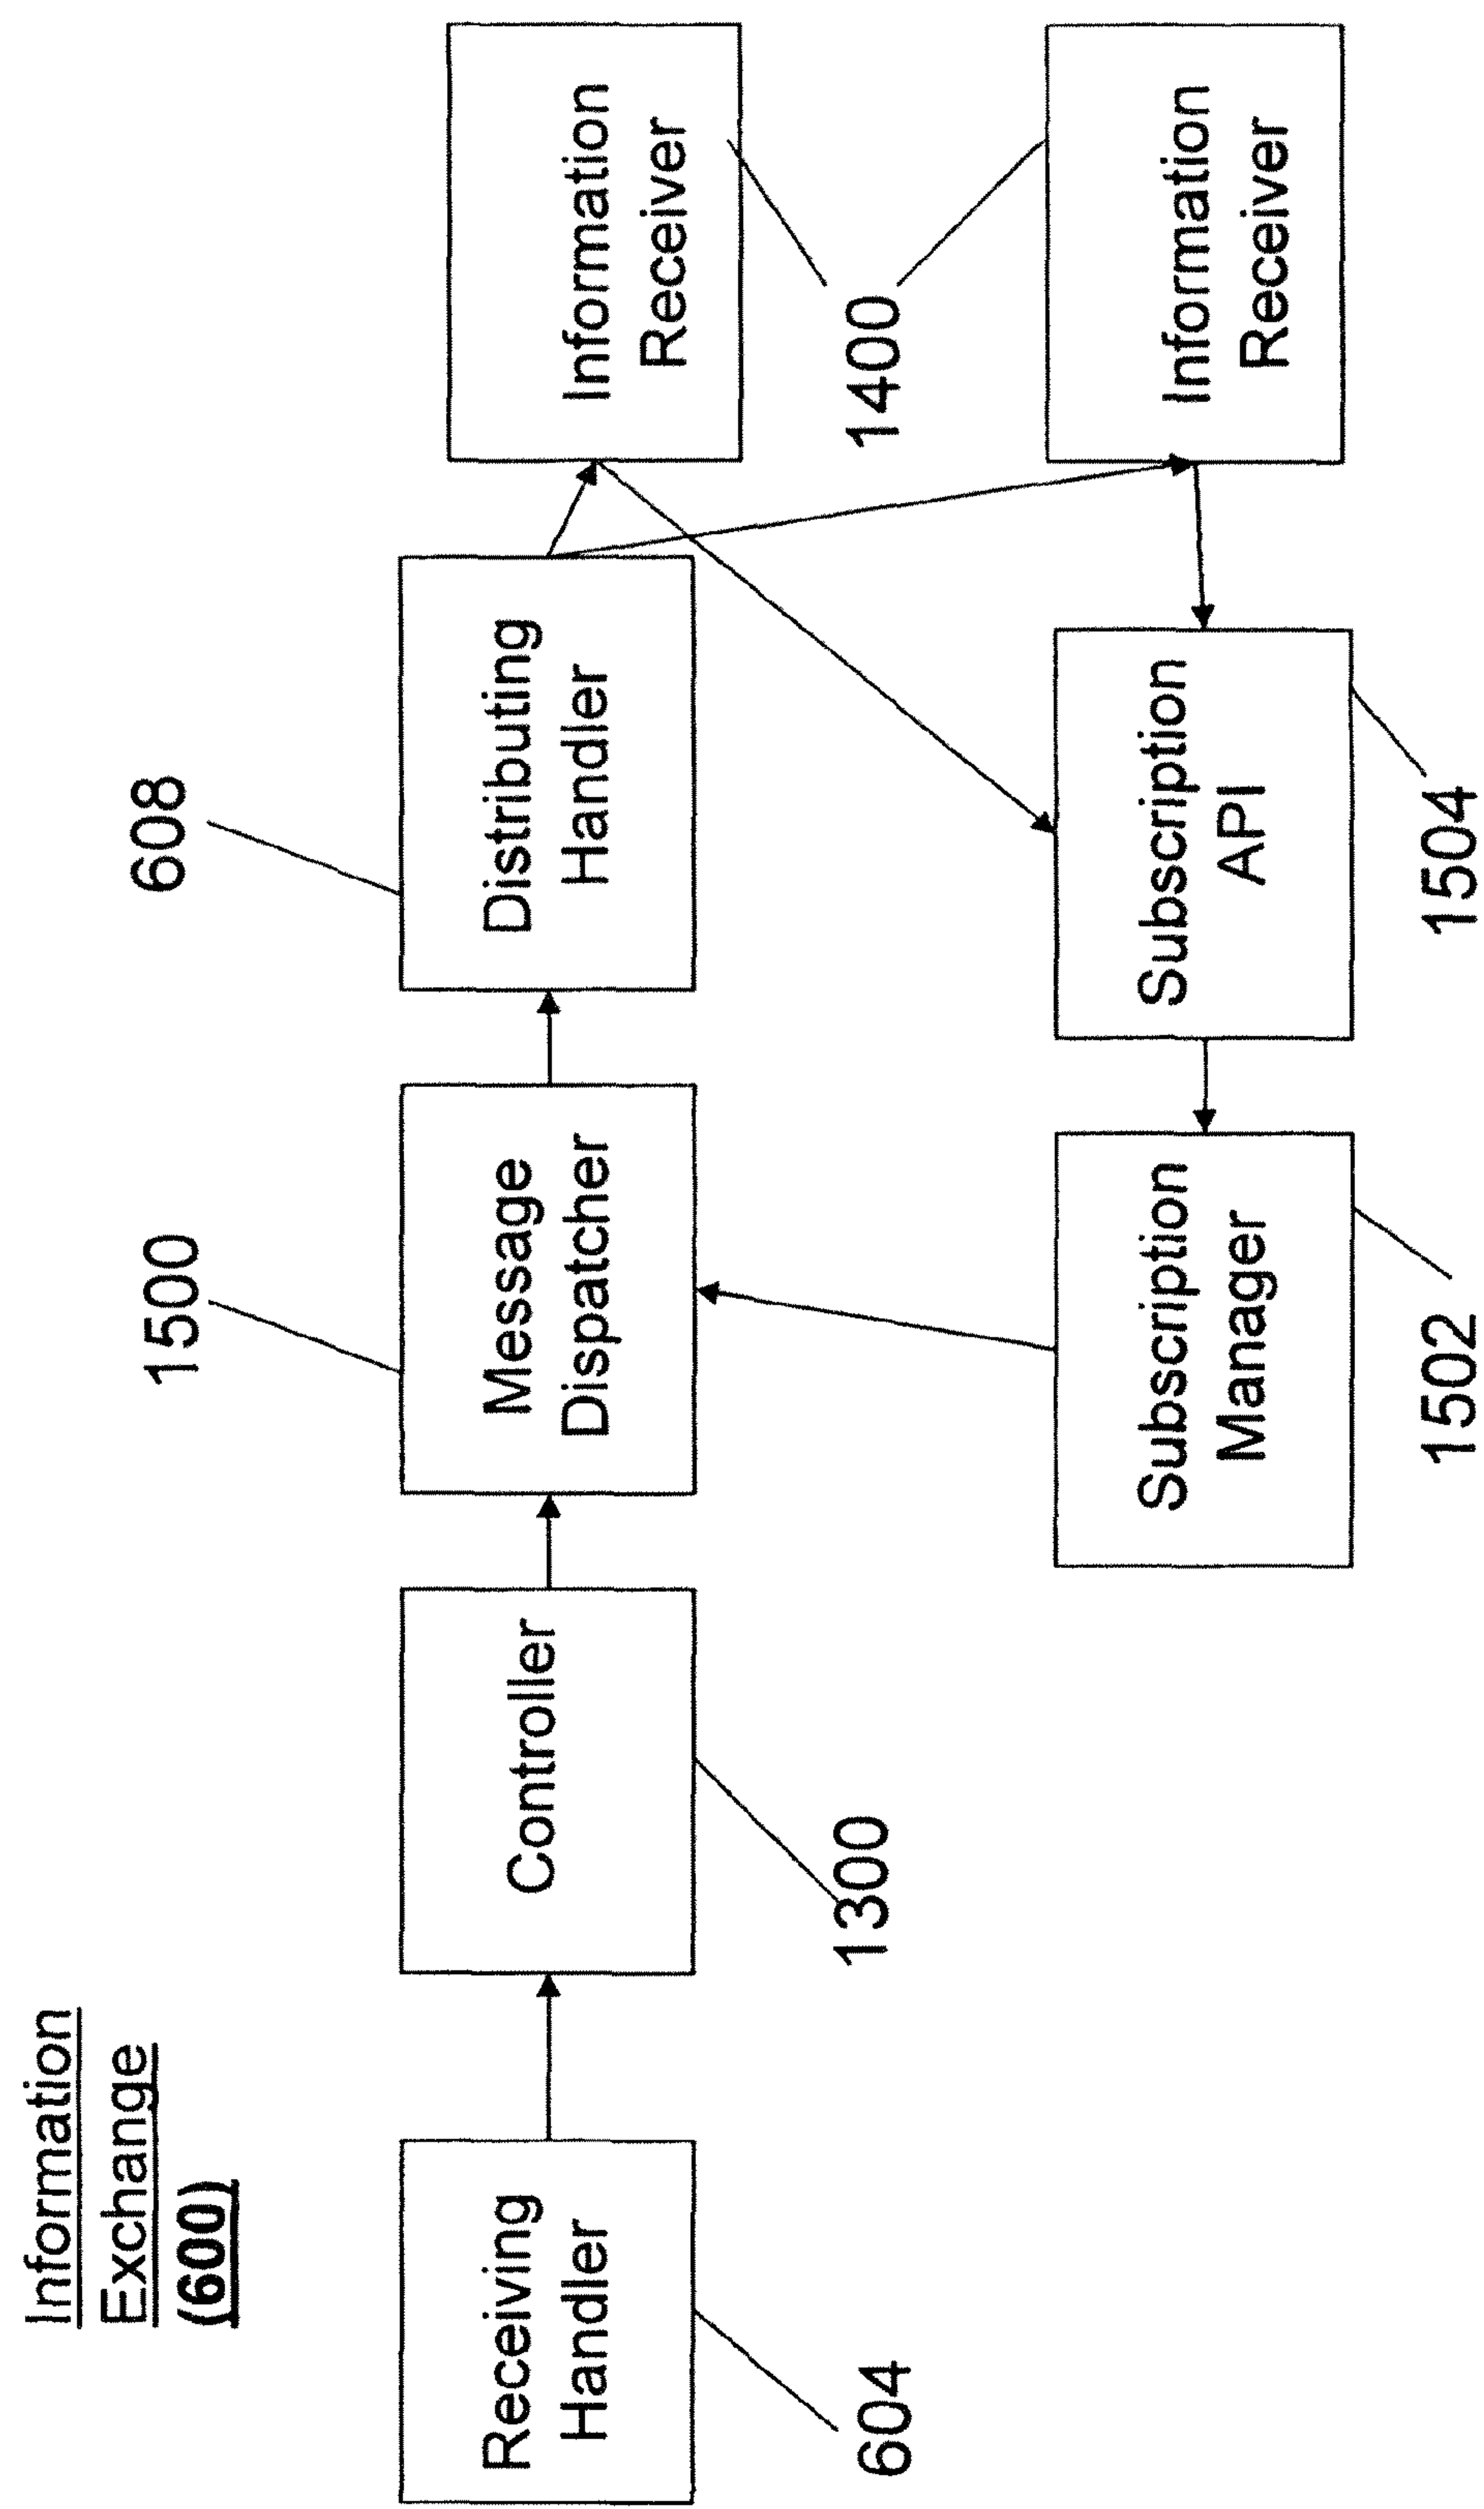 Information
Exchange
(600)
1500
608
Receiving
Handler
Controller
Message
Dispatcher
Distributing
Handler
Information
Receiver
604
1300
1400
Subscription
Manager
Subscription
API
Information
Receiver
1502
1504